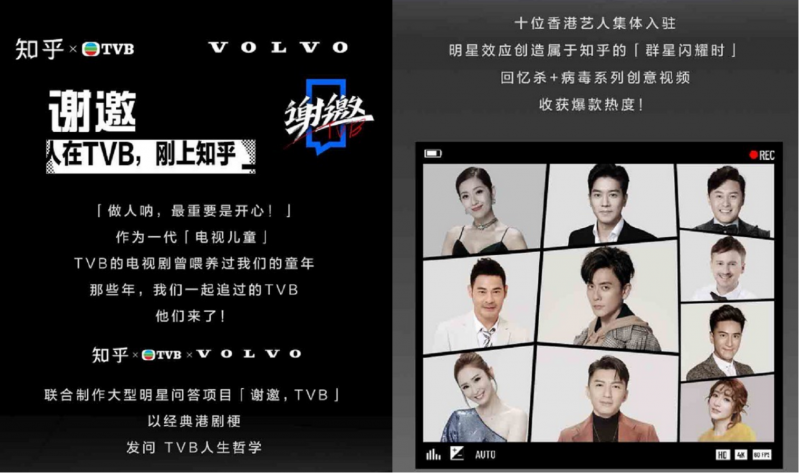 知乎 × TVB VOLVO
谢邀
人在TVB，刚上知乎
谢邀
TVB
「做人呐，最重要是开心！」
作为一代「电视儿童」
TVB的电视剧曾喂养过我们的童年
那些年，我们一起追过的TVB
他们来了！
知乎×TVB×VOLVO
联合制作大型明星问答项目「谢邀，TVB」
以经典港剧梗
发问 TVB人生哲学
十位香港艺人集体入驻
明星效应创造属于知乎的「群星闪耀时」
回忆杀+病毒系列创意视频
收获爆款热度！
REC
AUTO
HD 4K 60 FPS